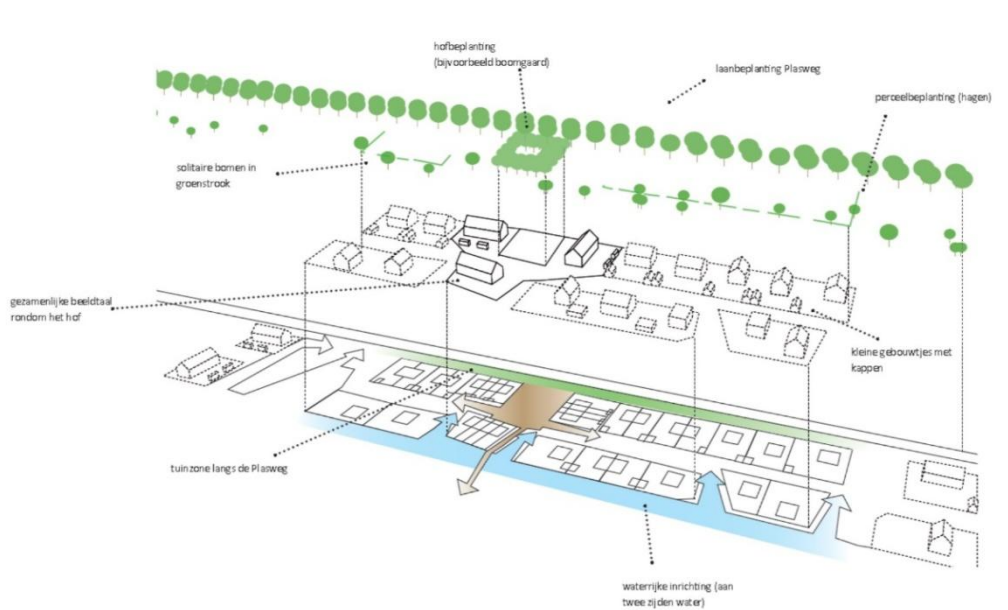 hofbeplanting
(bijvoorbeeld boomgaard)
laanbeplanting Plasweg
perceelbeplanting (hagen)
solitaire bomen in
groenstrook
gezamenlijke beeldtaal
rondom het hof
kleine gebouwtjes met
kappen
tuinzone langs de Plasweg
waterrijke inrichting (aan
twee zijden water)